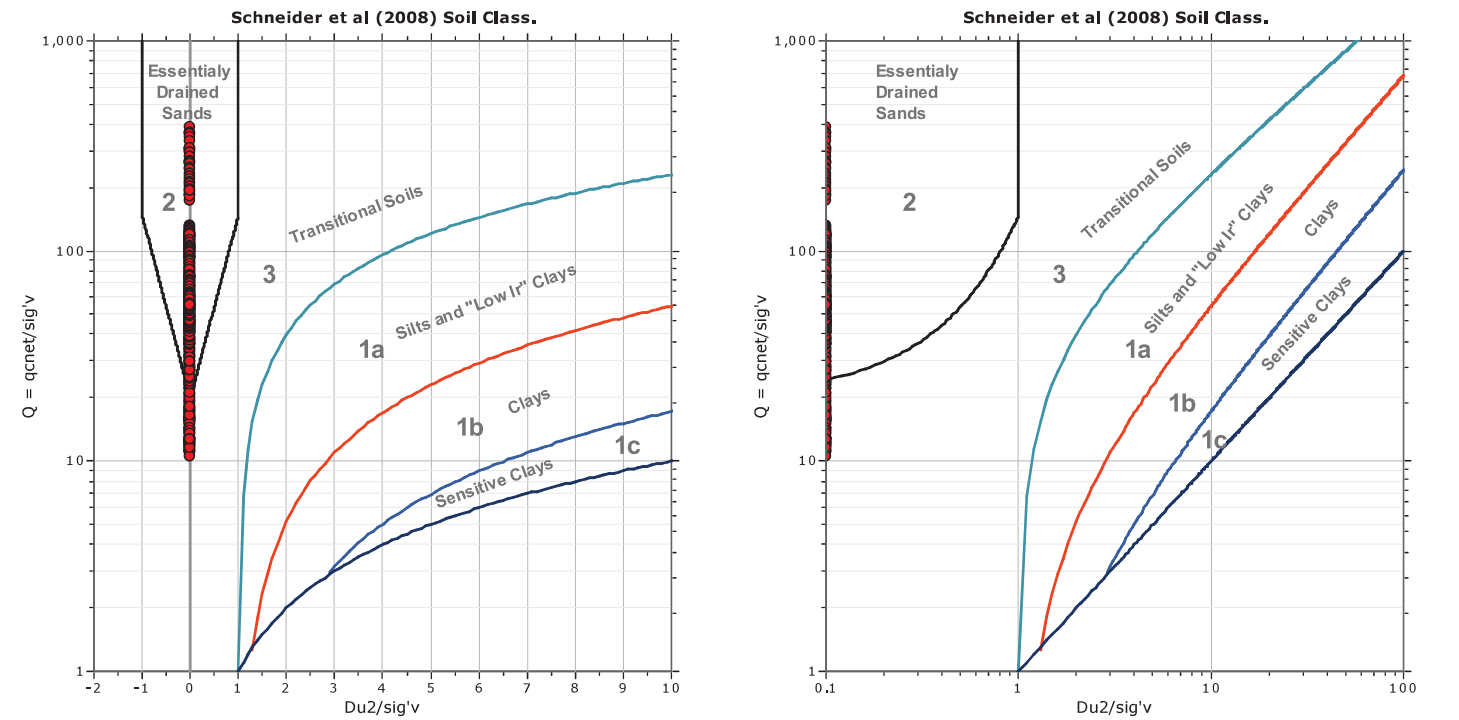 Schneider et al (2008) Soil Class.
1,000
100
10
1
Q = qcnet/sig'v
Essentialy
Drained
Sands
2
3
Transitional Soils
1a
Silts and "Low Ir" Clays
1b
Clays
1c
Sensitive Clays
-2 -1 0 1 2 3 4 5 6 7 8 9 10
Du2/sig'v
Schneider et al (2008) Soil Class.
1,000
100
10
1
Q = qcnet/sig'v
Essentialy
Drained
Sands
2
3
Transitional Soils
1a
Silts and "Low Ir" Clays
1b
Clays
1c
Sensitive Clays
0.1 1 10 100
Du2/sig'v